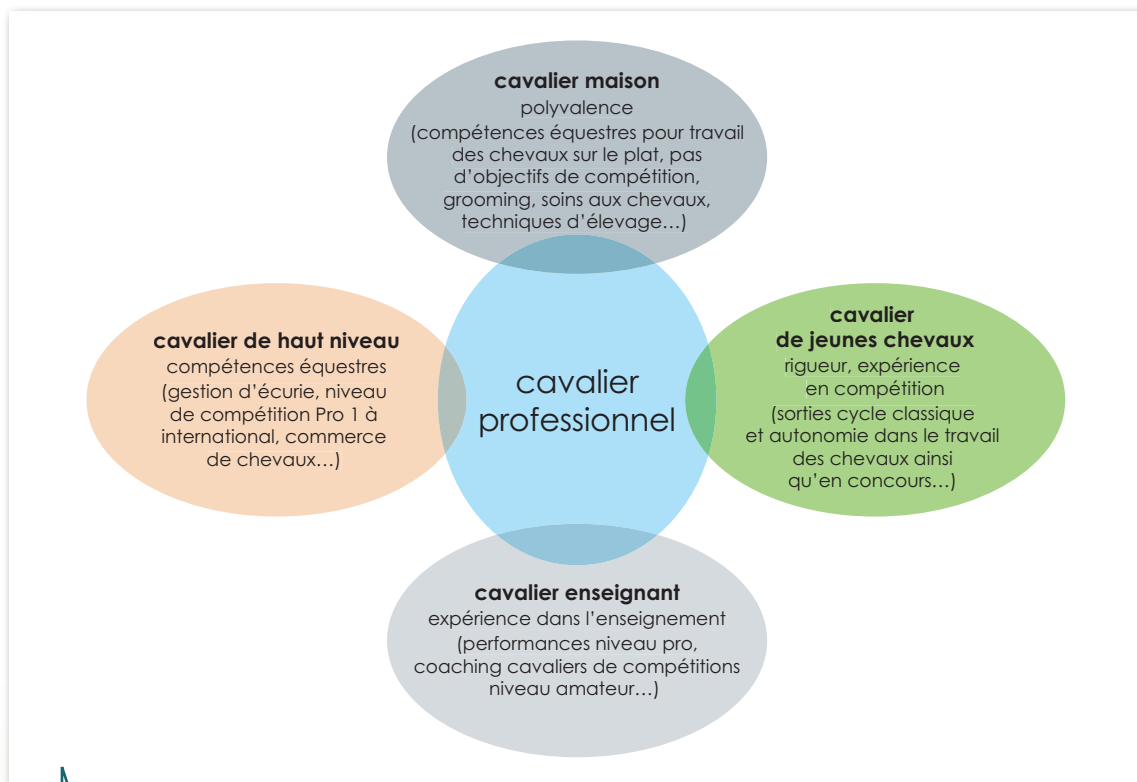 cavalier maison
polyvalence
(compétences équestres pour travail
des chevaux sur le plat, pas
d’objectifs de compétition,
grooming, soins aux chevaux,
techniques d’élevage…)
cavalier de haut niveau
compétences équestres
(gestion d’écurie, niveau
de compétition Pro 1 à
international, commerce
de chevaux…)
cavalier
professionnel
cavalier
de jeunes chevaux
rigueur, expérience
en compétition
(sorties cycle classique
et autonomie dans le travail
des chevaux ainsi
qu’en concours…)
cavalier enseignant
expérience dans l’enseignement
(performances niveau pro,
coaching cavaliers de compétitions
niveau amateur…)